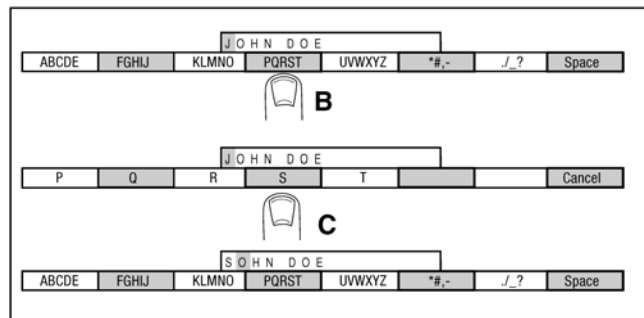 JOHN DOE
ABCDE FGHIJ KLMNO PQRST UVWXYZ *#,- ./_? Space
B
JOHN DOE
P Q R S T Cancel
C
SOHN DOE
ABCDE FGHIJ KLMNO PQRST UVWXYZ *#,- ./_? Space